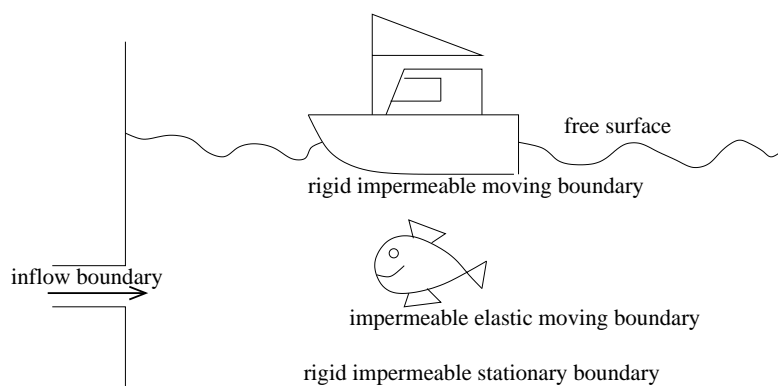 free surface
rigid impermeable moving boundary
inflow boundary
impermeable elastic moving boundary
rigid impermeable stationary boundary